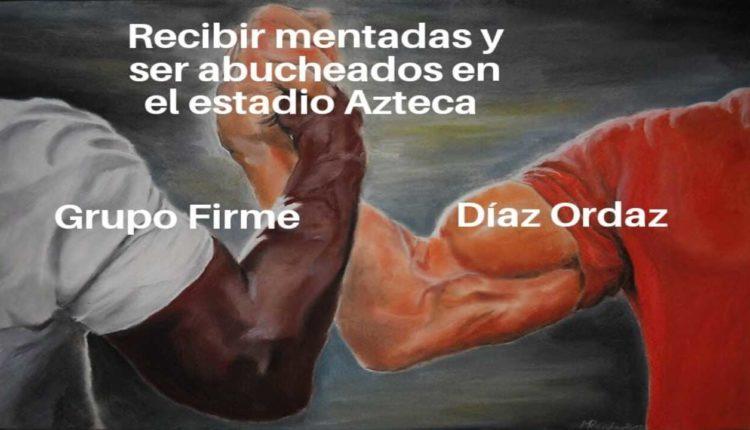 Recibir mentadas y
ser abucheados en
el estadio Azteca
Grupo Firme
Díaz Ordaz